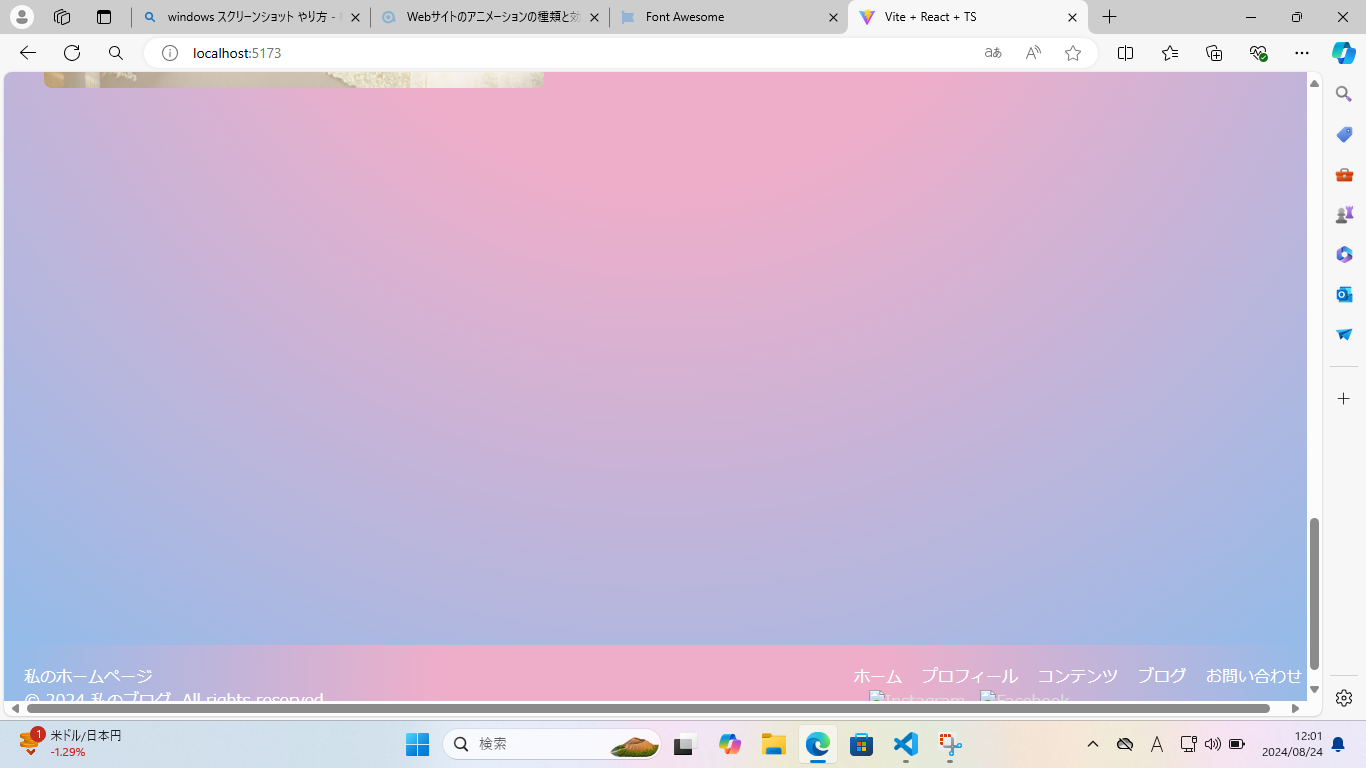 windows スクリーンショット やり方 -
Webサイトのアニメーションの種類と効
Font Awesome
Vite + React + TS
localhost:5173
私のホームページ
ホーム プロフィール コンテンツ ブログ お問い合わせ
© 2024 私のブログ. All rights reserved.
Instagram Facebook
1
米ドル/日本円
-1.29%
検索
A
12:01
2024/08/24